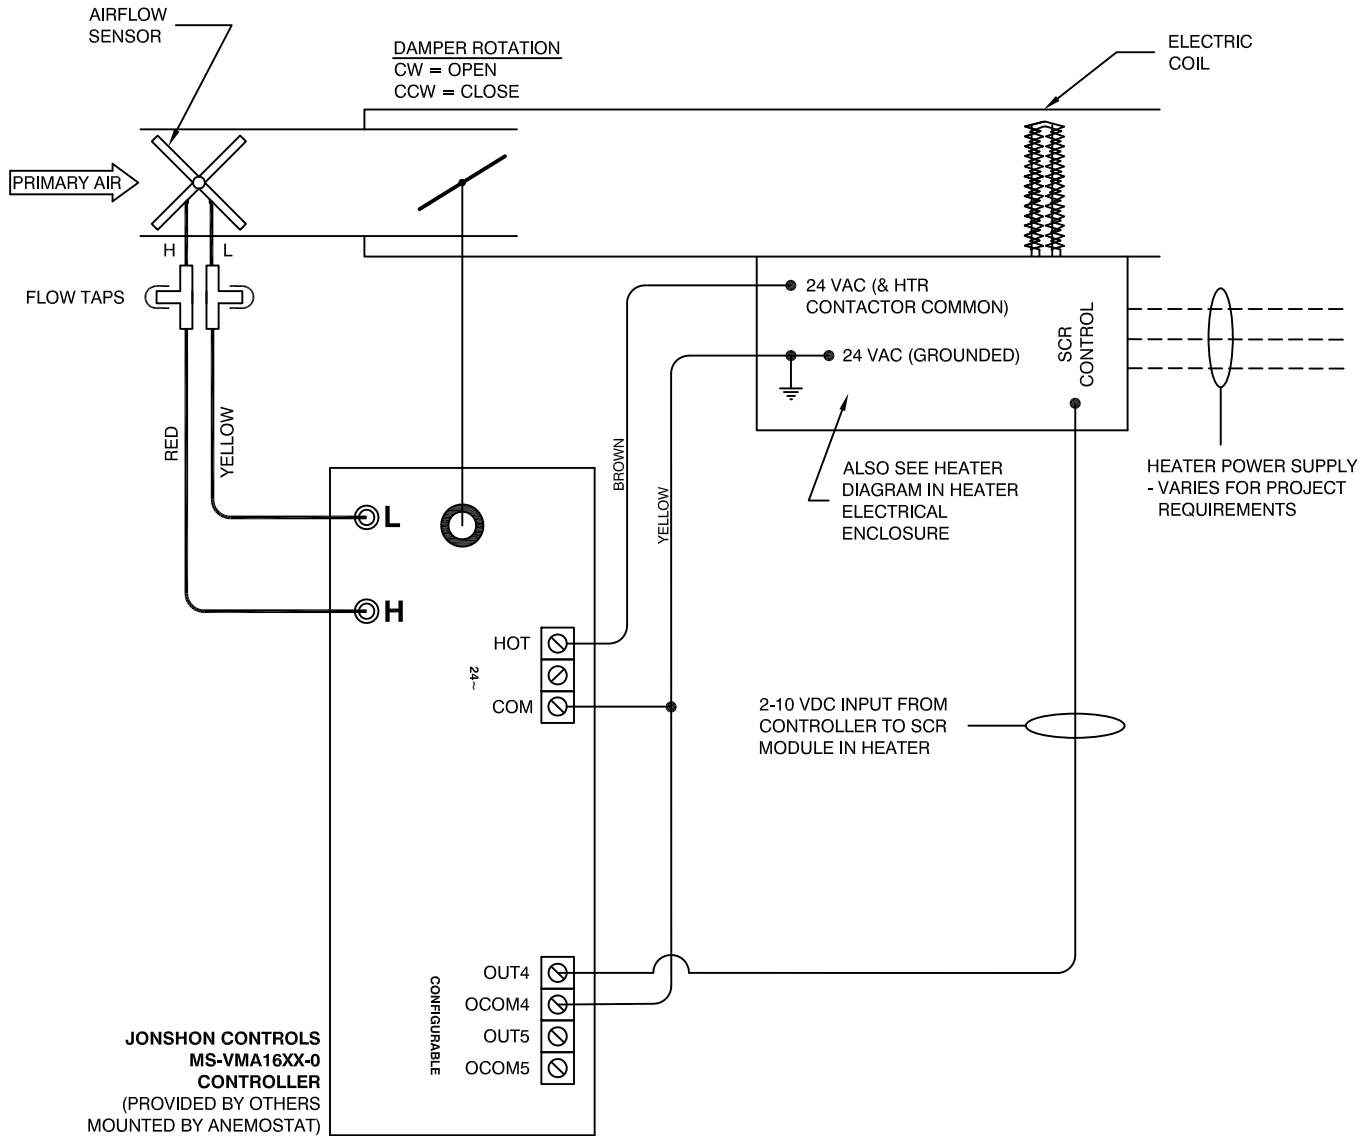 AIRFLOW
SENSOR
DAMPER ROTATION
CW = OPEN
CCW = CLOSE
ELECTRIC
COIL
PRIMARY AIR
H
L
FLOW TAPS
24 VAC (& HTR
CONTACTOR COMMON)
24 VAC (GROUNDED)
SCR
CONTROL
RED
YELLOW
BROWN
YELLOW
ALSO SEE HEATER
DIAGRAM IN HEATER
ELECTRICAL
ENCLOSURE
HEATER POWER SUPPLY
- VARIES FOR PROJECT
REQUIREMENTS
L
H
HOT
24~
COM
2-10 VDC INPUT FROM
CONTROLLER TO SCR
MODULE IN HEATER
OUT4
OCOM4
OUT5
OCOM5
CONFIGURABLE
JONSHON CONTROLS
MS-VMA16XX-0
CONTROLLER
(PROVIDED BY OTHERS
MOUNTED BY ANEMOSTAT)